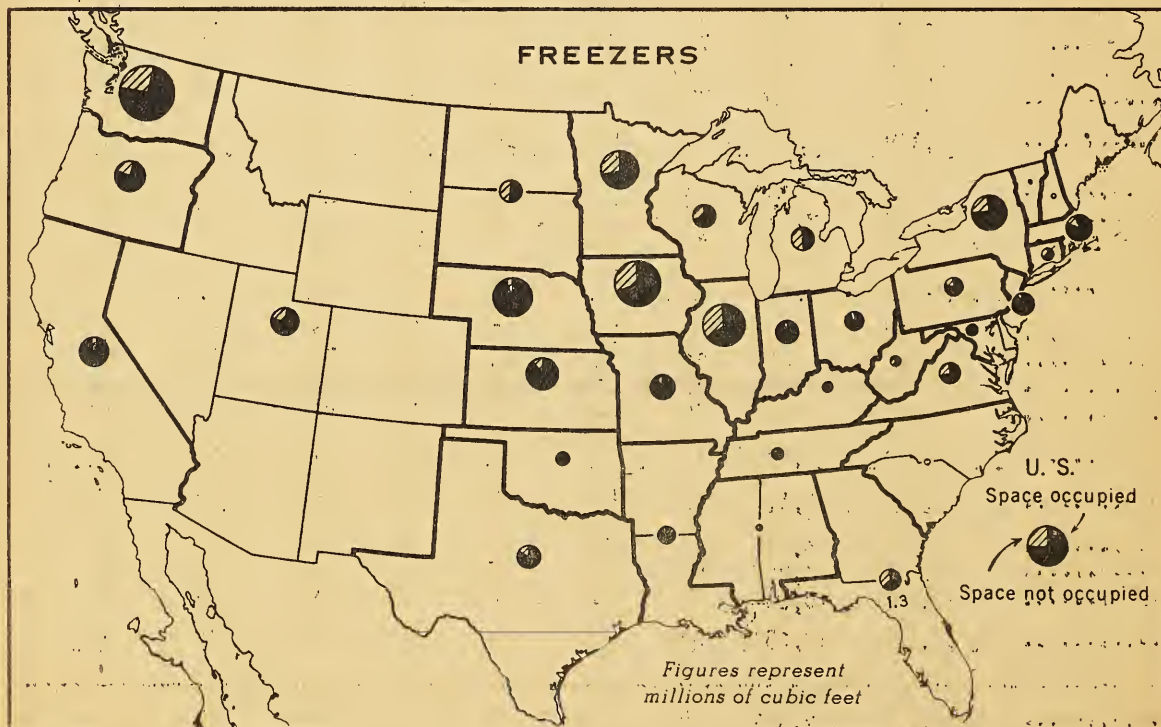 FREEZERS
U. S.
Space occupied
Space not occupied
1.3
Figures represent
millions of cubic feet